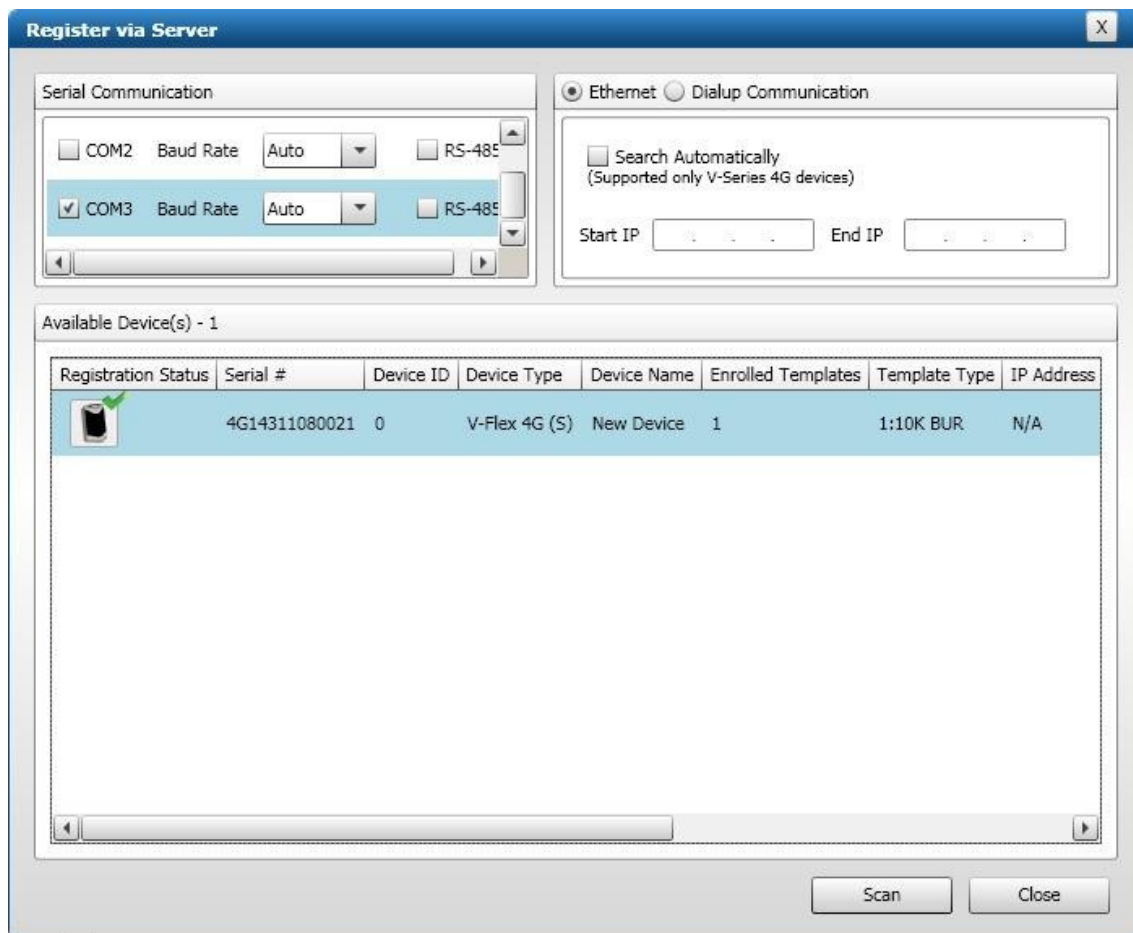 Register via Server X
Serial Communication
COM2 Baud Rate Auto RS-485
COM3 Baud Rate Auto RS-485
Ethernet Dialup Communication
Search Automatically
(Supported only V-Series 4G devices)
Start IP . . . End IP . . .
Available Device(s) - 1
Registration Status Serial # Device ID Device Type Device Name Enrolled Templates Template Type IP Address
4G14311080021 0 V-Flex 4G (S) New Device 1 1:10K BUR N/A
Scan Close